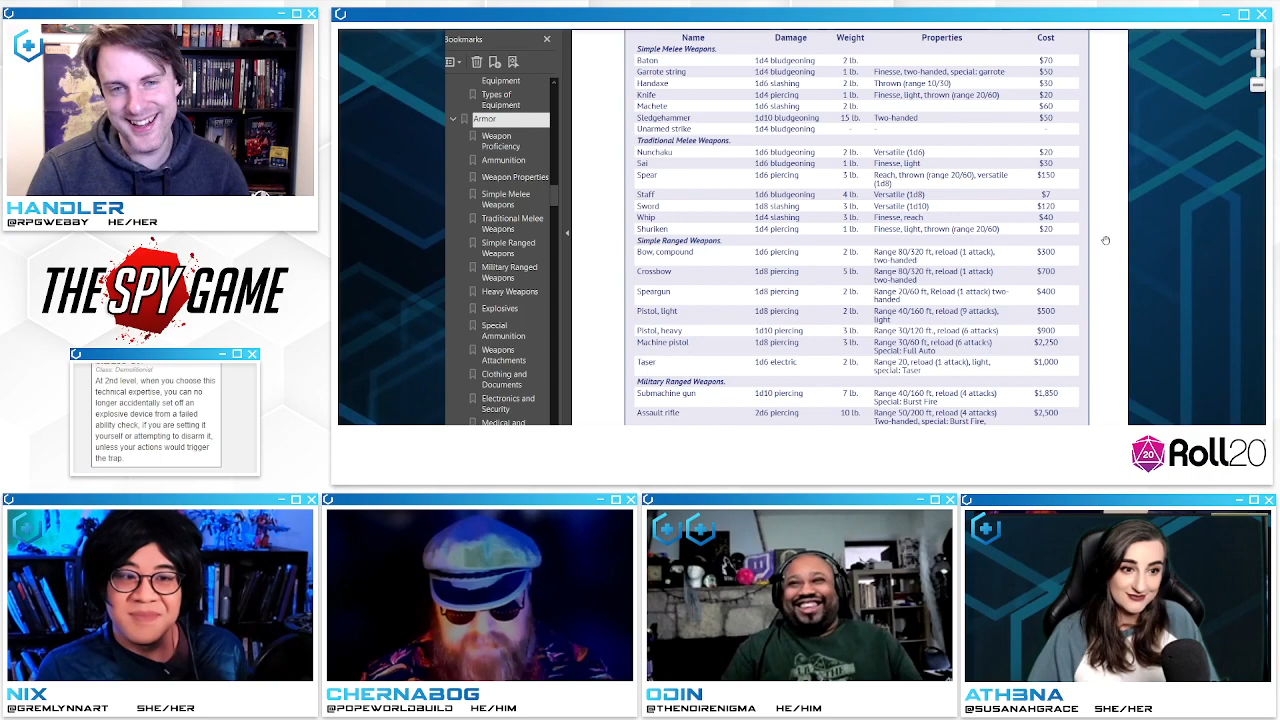 HANDLER
@RPGWEBBY HE/HER
THE SPY GAME
Class: Demolitionist
At 2nd level, when you choose this
technical expertise, you can no
longer accidentally set off an
explosive device from a failed
ability check, if you are setting it
yourself or attempting to disarm it,
unless your actions would trigger
the trap.
Bookmarks
Equipment
Types of
Equipment
Armor
Weapon
Proficiency
Ammunition
Weapon Properties
Simple Melee
Weapons
Traditional Melee
Weapons
Simple Ranged
Weapons
Military Ranged
Weapons
Heavy Weapons
Explosives
Special
Ammunition
Weapons
Attachments
Clothing and
Documents
Electronics and
Security
Medical and
Name Damage Weight Properties Cost
Simple Melee Weapons.
Baton 1d4 bludgeoning 2 lb. $70
Garrote string 1d4 bludgeoning 1 lb. Finesse, two-handed, special: garrote $50
Handaxe 1d6 slashing 2 lb. Thrown (range 10/30) $30
Knife 1d4 piercing 1 lb. Finesse, light, thrown (range 20/60) $20
Machete 1d6 slashing 2 lb. $60
Sledgehammer 1d10 bludgeoning 15 lb. Two-handed $50
Unarmed strike 1d4 bludgeoning - - -
Traditional Melee Weapons.
Nunchaku 1d6 bludgeoning 2 lb. Versatile (1d6) $20
Sai 1d6 bludgeoning 1 lb. Finesse, light $30
Spear 1d6 piercing 3 lb. Reach, thrown (range 20/60), versatile $150
(1d8)
Staff 1d6 bludgeoning 4 lb. Versatile (1d8) $7
Sword 1d8 slashing 3 lb. Versatile (1d10) $120
Whip 1d4 slashing 3 lb. Finesse, reach $40
Shuriken 1d4 piercing 1 lb. Finesse, light, thrown (range 20/60) $20
Simple Ranged Weapons.
Bow, compound 1d6 piercing 2 lb. Range 80/320 ft, reload (1 attack), $300
two-handed
Crossbow 1d8 piercing 5 lb. Range 80/320 ft, reload (1 attack) $700
two-handed
Speargun 1d8 piercing 2 lb. Range 20/60 ft, Reload (1 attack) two- $400
handed
Pistol, light 1d8 piercing 2 lb. Range 40/160 ft, reload (9 attacks), $500
light
Pistol, heavy 1d10 piercing 3 lb. Range 30/120 ft., reload (6 attacks) $900
Machine pistol 1d8 piercing 3 lb. Range 30/60 ft, reload (6 attacks) $2,250
Special: Full Auto
Taser 1d6 electric 2 lb. Range 20, reload (1 attack), light, $1,000
special: Taser
Military Ranged Weapons.
Submachine gun 1d10 piercing 7 lb. Range 40/160 ft, reload (4 attacks) $1,850
Special: Burst Fire
Assault rifle 2d6 piercing 10 lb. Range 50/200 ft, reload (4 attacks) $2,500
Two-handed, special: Burst Fire,
20 Roll20
NIX
@GREMLYNNART SHE/HER
CHERNABOG
@POPEWORLDBUILD HE/HIM
ODIN
@THENOIRENIGMA HE/HIM
ATH3NA
@SUSANAHGRACE SHE/HER